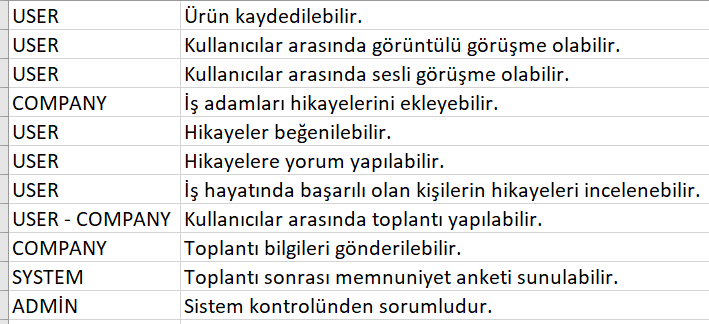 USER Ürün kaydedilebilir.
USER Kullanıcılar arasında görüntülü görüşme olabilir.
USER Kullanıcılar arasında sesli görüşme olabilir.
COMPANY İş adamları hikayelerini ekleyebilir.
USER Hikayeler beğenilebilir.
USER Hikayelere yorum yapılabilir.
USER İş hayatında başarılı olan kişilerin hikayeleri incelenebilir.
USER - COMPANY Kullanıcılar arasında toplantı yapılabilir.
COMPANY Toplantı bilgileri gönderilebilir.
SYSTEM Toplantı sonrası memnuniyet anketi sunulabilir.
ADMİN Sistem kontrolünden sorumludur.